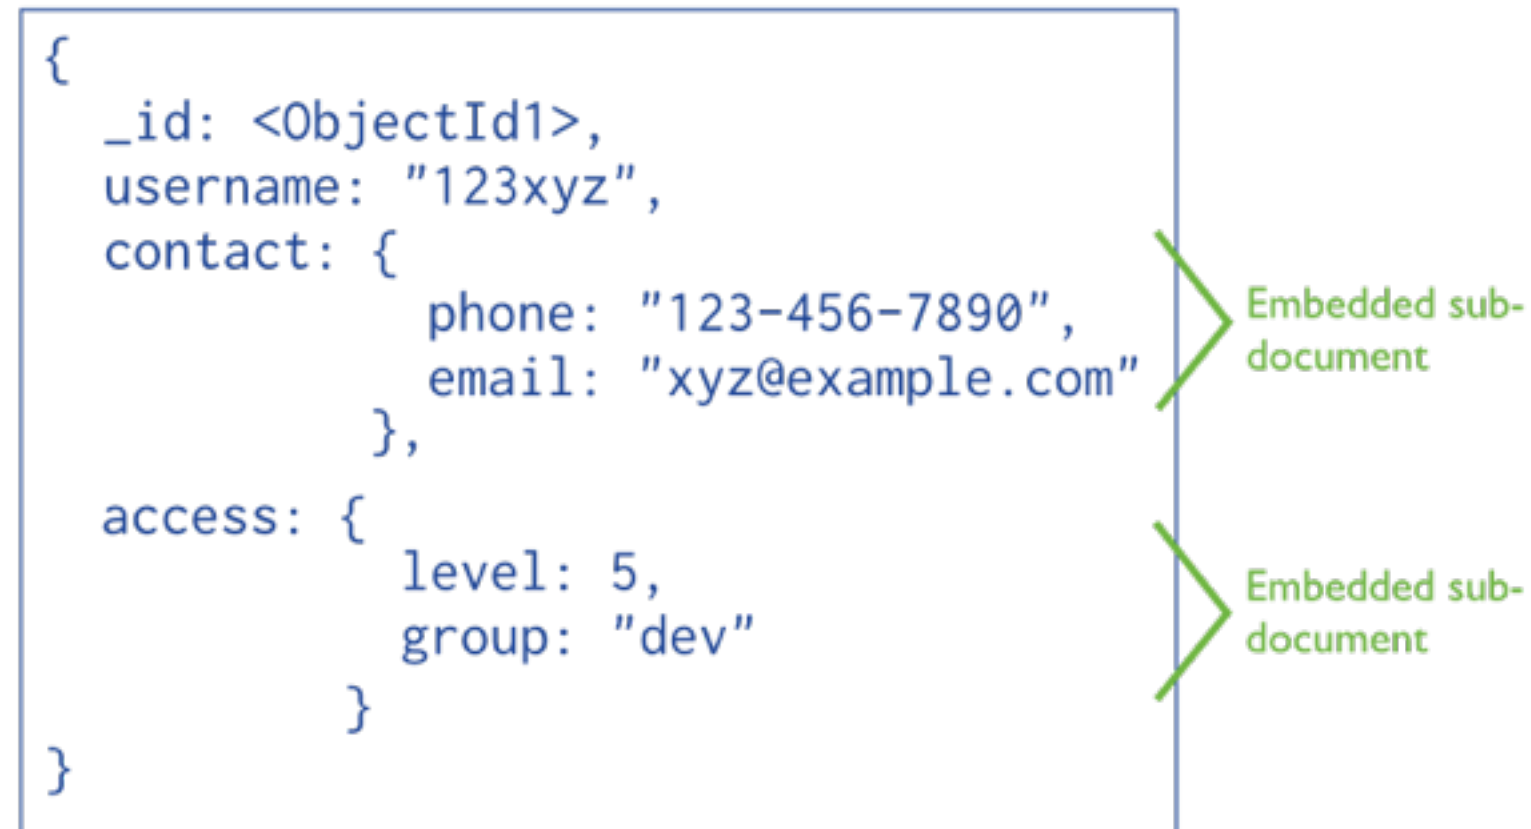 {
_id: <ObjectId1>,
username: "123xyz",
contact: {
phone: "123-456-7890",
email: "xyz@example.com"
},
access: {
level: 5,
group: "dev"
}
}
Embedded sub-
document
Embedded sub-
document